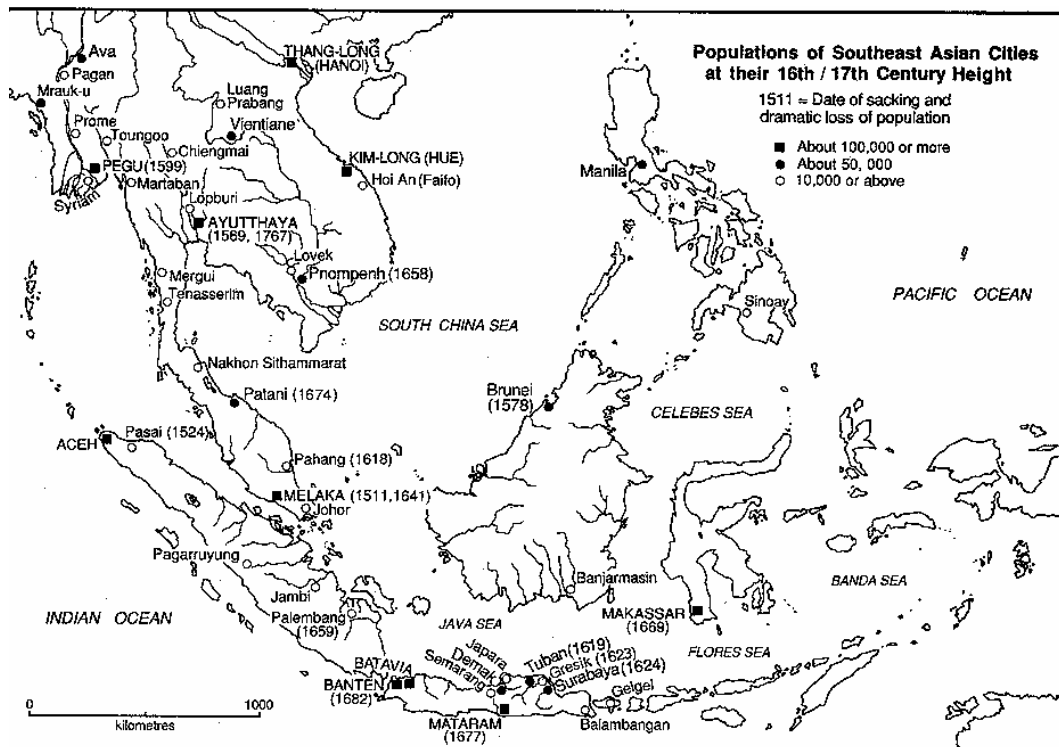 Populations of Southeast Asian Cities
at their 16th / 17th Century Height
1511 = Date of sacking and
dramatic loss of population
About 100,000 or more
About 50, 000
10,000 or above
Ava
Pagan
Mrauk-u
Prome
Toungoo
PEGU (1599)
Martaban
Syriam
THANG-LONG
(HANOI)
Luang
Prabang
Vientiane
Chiengmai
KIM-LONG (HUE)
Hoi An (Faifo)
Lopburi
AYUTTHAYA
(1569, 1767)
Lovek
Pnompenh (1658)
Mergui
Tenasserim
Manila
Sinoay
PACIFIC OCEAN
SOUTH CHINA SEA
Nakhon Sithammarat
Patani (1674)
Brunei
(1578)
CELEBES SEA
ACEH
Pasai (1524)
Pahang (1618)
MELAKA (1511,1641)
Johor
Pagarruyung
Jambi
Palembang
(1659)
INDIAN OCEAN
Banjarmasin
MAKASSAR
(1669)
BANDA SEA
JAVA SEA
FLORES SEA
BATAVIA
BANTEN
(1682)
Japara
Demak
Semarang
Tuban (1619)
Gresik (1623)
Surabaya (1624)
Gelgel
Balambangan
MATARAM
(1677)
0 1000
kilometres